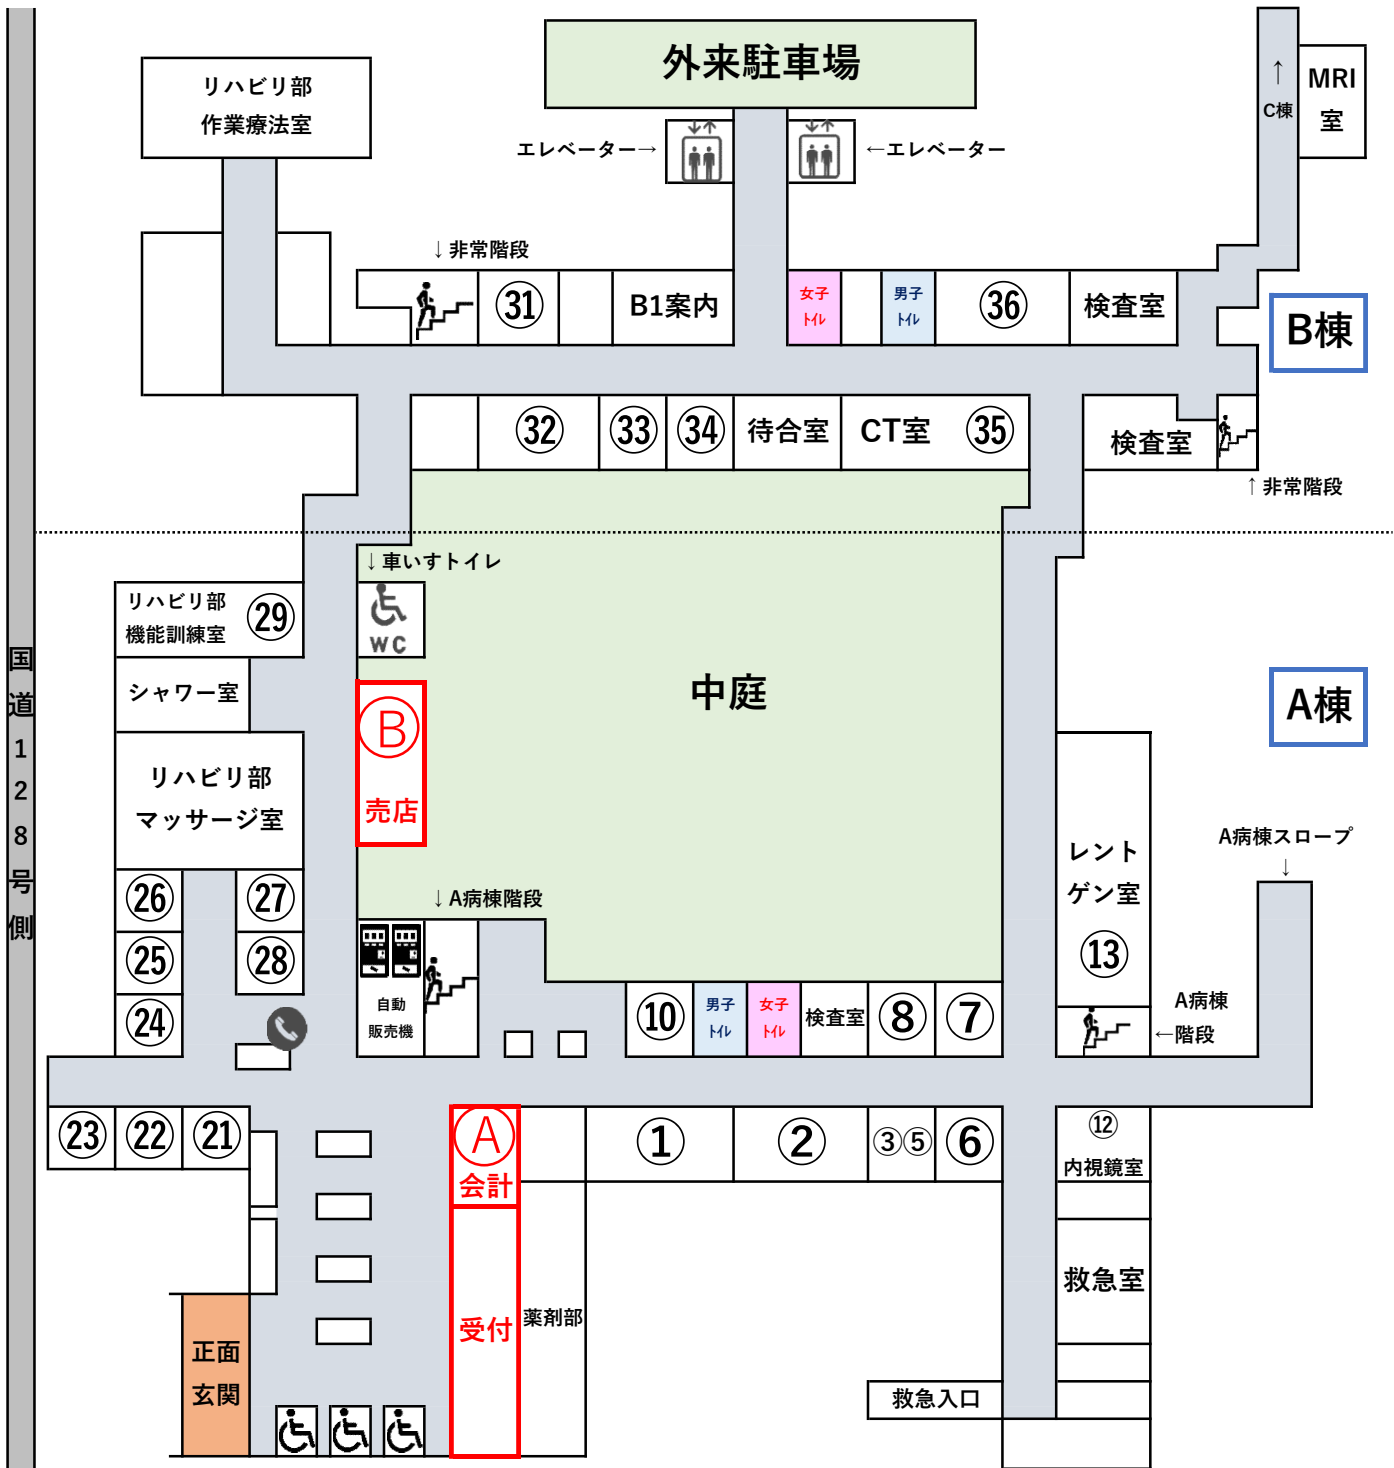 外来駐車場
リハビリ部
作業療法室
MRI
室
↑
C棟
エレベーター→
←エレベーター
↓非常階段
㉛
B1案内
女子
トイレ
男子
トイレ
㊱
検査室
B棟
㉜
㉝
㉞
待合室
CT室
㉟
検査室
↑非常階段
↓車いすトイレ
WC
リハビリ部
機能訓練室
㉙
シャワー室
国道128号側
中庭
A棟
Ⓑ
売店
リハビリ部
マッサージ室
レント
ゲン室
⑬
A病棟スロープ
↓
㉖
㉗
↓A病棟階段
㉕
㉘
㉔
自動
販売機
⑩
男子
トイレ
女子
トイレ
検査室
⑧
⑦
A病棟
←階段
㉓
㉒
㉑
Ⓐ
会計
①
②
③⑤
⑥
⑫
内視鏡室
救急室
受付
薬剤部
正面
玄関
救急入口